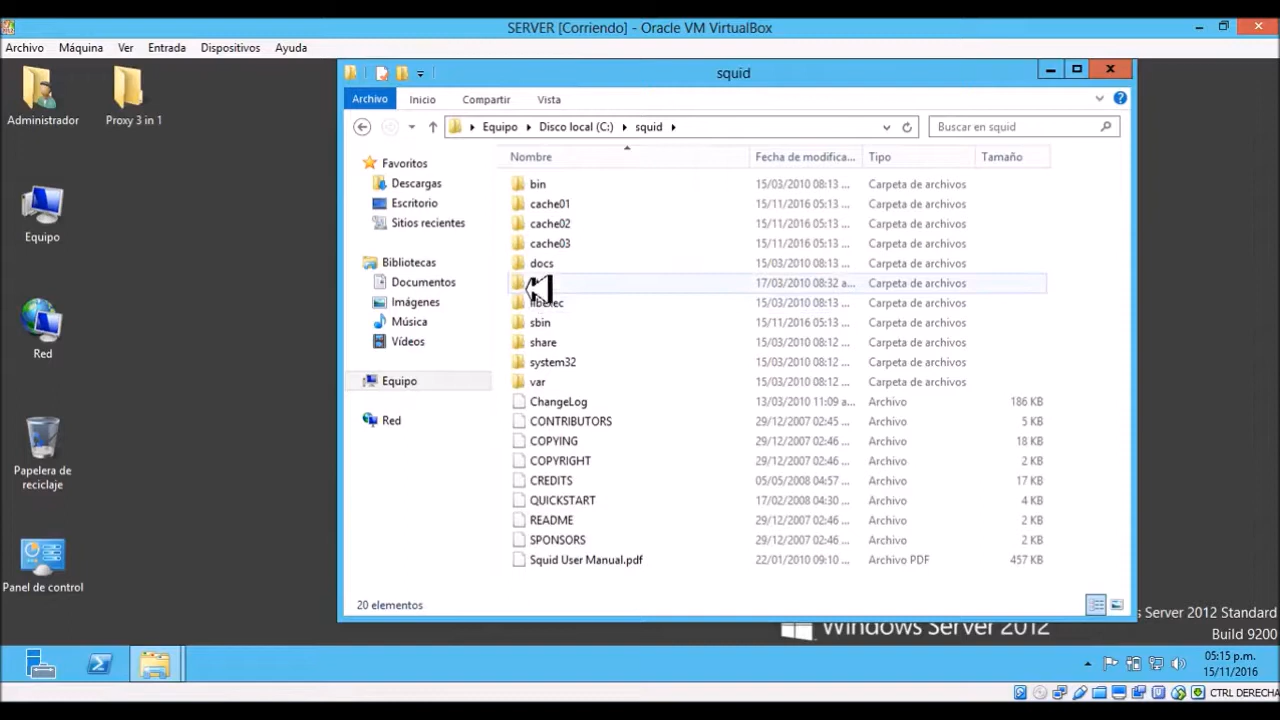 SERVER [Corriendo] - Oracle VM VirtualBox
Archivo Máquina Ver Entrada Dispositivos Ayuda
Administrador
Proxy 3 in 1
Equipo
Red
Papelera de
reciclaje
Panel de control
squid
Archivo Inicio Compartir Vista
Equipo Disco local (C:) squid
Buscar en squid
Favoritos
Descargas
Escritorio
Sitios recientes
Bibliotecas
Documentos
Imágenes
Música
Vídeos
Equipo
Red
Nombre Fecha de modifica... Tipo Tamaño
bin 15/03/2010 08:13 ... Carpeta de archivos
cache01 15/11/2016 05:13 ... Carpeta de archivos
cache02 15/11/2016 05:13 ... Carpeta de archivos
cache03 15/11/2016 05:13 ... Carpeta de archivos
docs 15/03/2010 08:13 ... Carpeta de archivos
17/03/2010 08:32 a... Carpeta de archivos
libexec 15/03/2010 08:13 ... Carpeta de archivos
sbin 15/11/2016 05:13 ... Carpeta de archivos
share 15/03/2010 08:12 ... Carpeta de archivos
system32 15/03/2010 08:12 ... Carpeta de archivos
var 15/03/2010 08:12 ... Carpeta de archivos
ChangeLog 13/03/2010 11:09 a... Archivo 186 KB
CONTRIBUTORS 29/12/2007 02:45 ... Archivo 5 KB
COPYING 29/12/2007 02:46 ... Archivo 18 KB
COPYRIGHT 29/12/2007 02:46 ... Archivo 2 KB
CREDITS 05/05/2008 04:57 ... Archivo 17 KB
QUICKSTART 17/02/2008 04:30 ... Archivo 4 KB
README 29/12/2007 02:46 ... Archivo 2 KB
SPONSORS 29/12/2007 02:46 ... Archivo 2 KB
Squid User Manual.pdf 22/01/2010 09:10 ... Archivo PDF 457 KB
20 elementos
Server 2012 Standard
Windows Server 2012
Build 9200
05:15 p.m.
15/11/2016
CTRL DERECHA